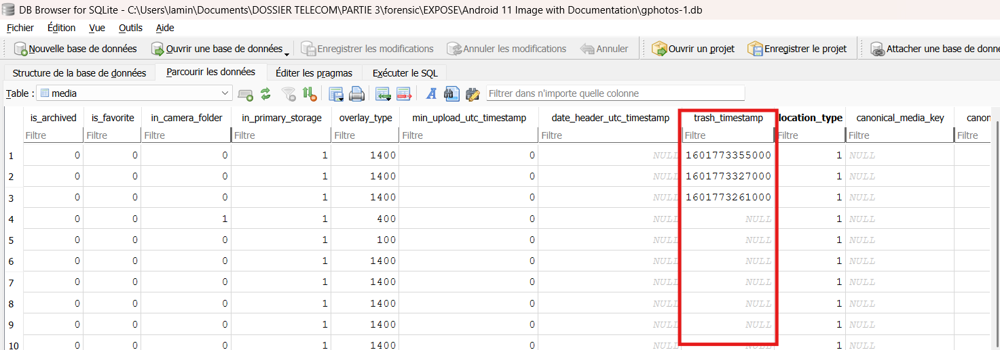 DB Browser for SQLite - C:\Users\lamin\Documents\DOSSIER TELECOM\PARTIE 3\forensic\EXPOSE\Android 11 Image with Documentation\gphotos-1.db
Fichier Édition Vue Outils Aide
Nouvelle base de données Ouvrir une base de données Enregistrer les modifications Annuler les modifications Annuler Ouvrir un projet Enregistrer le projet Attacher une base de donné
Structure de la base de données Parcourir les données Éditer les pragmas Exécuter le SQL
Table : media Filtrer dans n'importe quelle colonne
is_archived is_favorite in_camera_folder in_primary_storage overlay_type min_upload_utc_timestamp date_header_utc_timestamp trash_timestamp location_type canonical_media_key canon
Filtre Filtre Filtre Filtre Filtre Filtre Filtre Filtre Filtre Filtre Filtre
1 0 0 0 1 1400 0 NULL 1601773355000 1 NULL
2 0 0 0 1 1400 0 NULL 1601773327000 1 NULL
3 0 0 0 1 1400 0 NULL 1601773261000 1 NULL
4 0 0 1 1 400 0 NULL NULL 1 NULL
5 0 0 0 1 100 0 NULL NULL 1 NULL
6 0 0 0 1 1400 0 NULL NULL 1 NULL
7 0 0 0 1 1400 0 NULL NULL 1 NULL
8 0 0 0 1 1400 0 NULL NULL 1 NULL
9 0 0 0 1 1400 0 NULL NULL 1 NULL
10 0 0 0 1 1400 0 NULL NULL 1 NULL